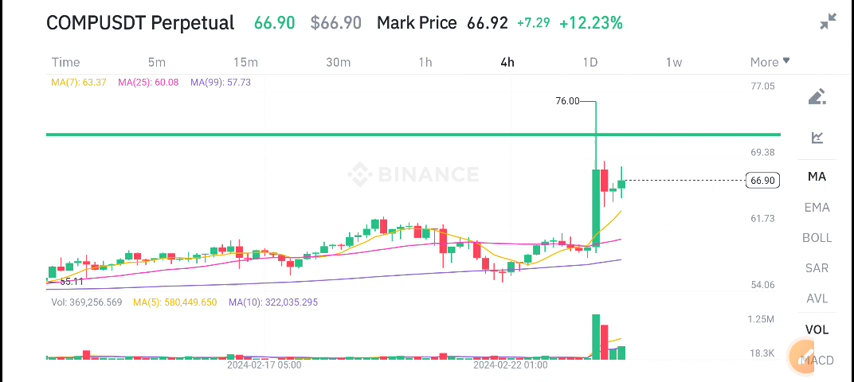 COMPUSDT Perpetual 66.90 $66.90 Mark Price 66.92 +7.29 +12.23%
Time 5m 15m 30m 1h 4h 1D 1w More
MA(7): 63.37 MA(25): 60.08 MA(99): 57.73
77.05
76.00
69.38
BINANCE
66.90
61.73
55.11
54.06
Vol: 369,256.569 MA(5): 580,449.650 MA(10): 322,035.295
1.25M
18.3K
2024-02-17 05:00 2024-02-22 01:00
MA
EMA
BOLL
SAR
AVL
VOL
MACD